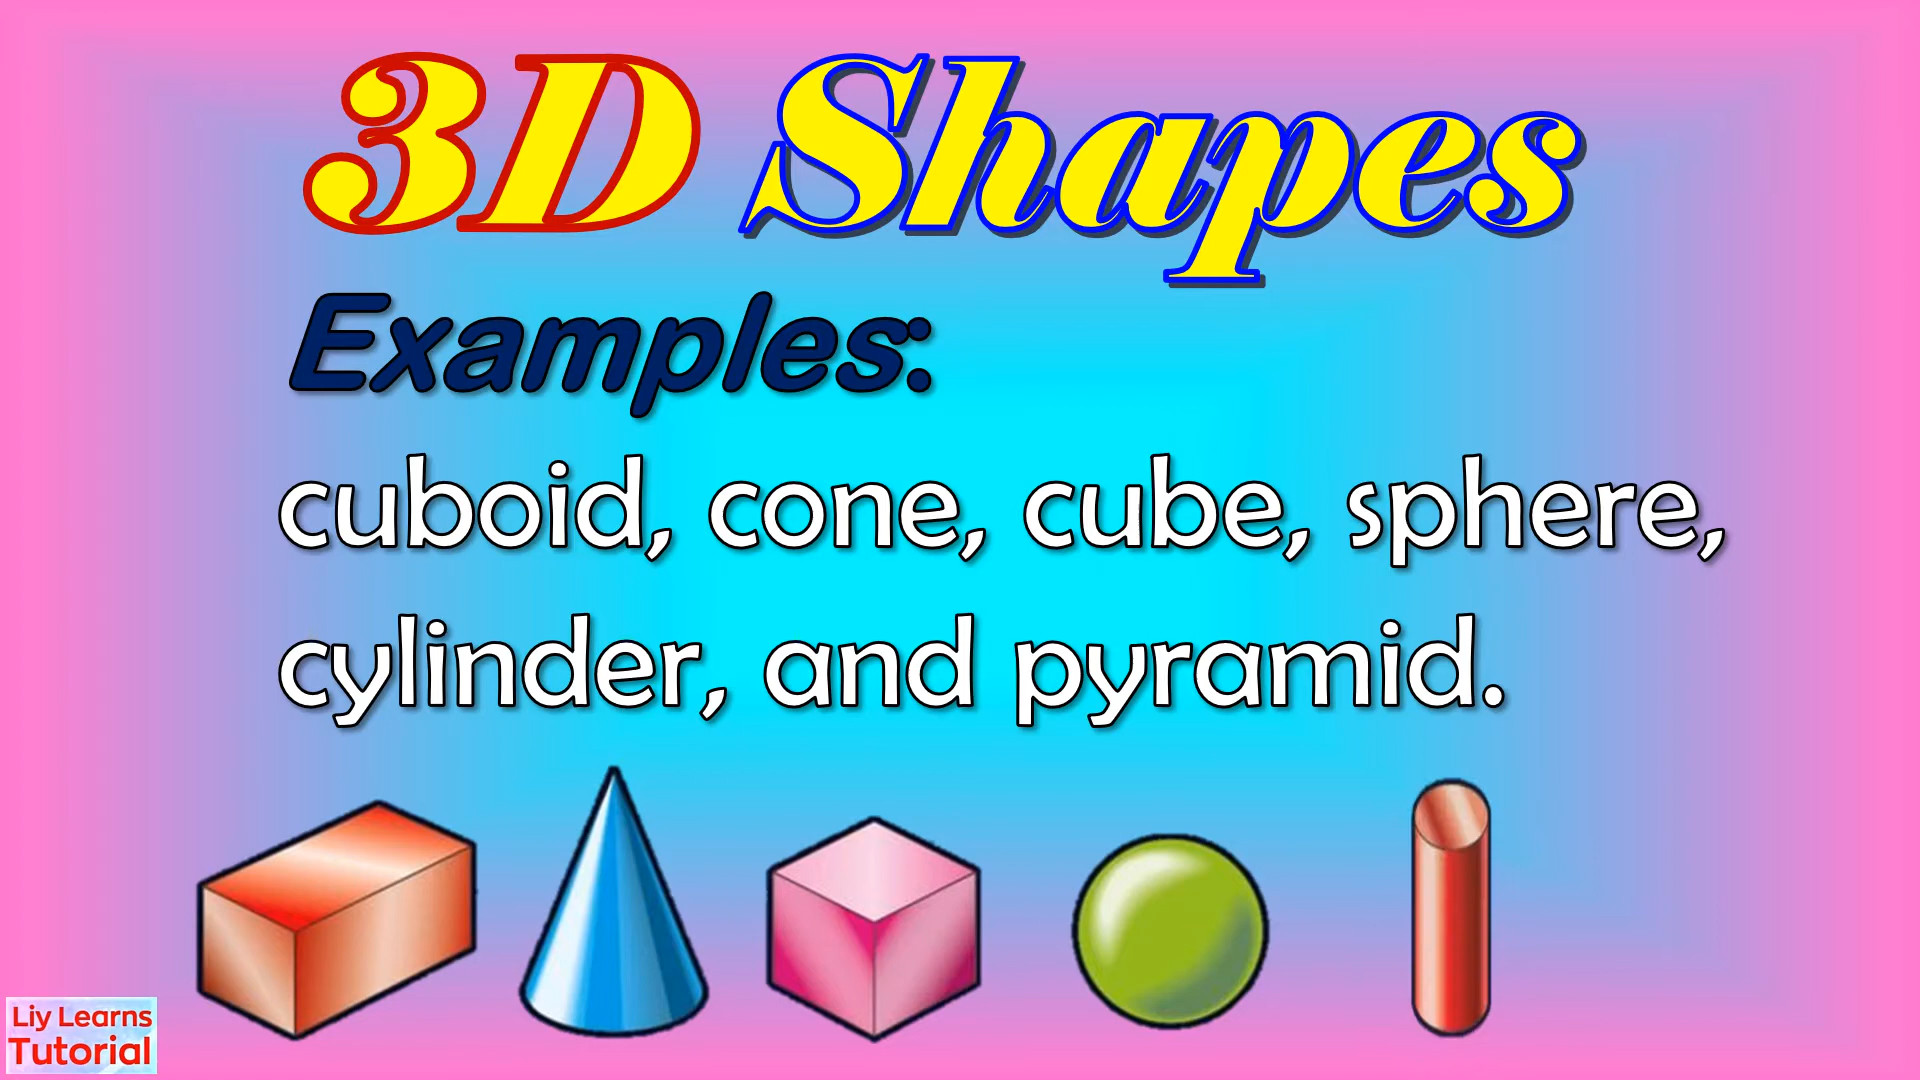 3D Shapes
Examples:
cuboid, cone, cube, sphere,
cylinder, and pyramid.
Liy Learns
Tutorial